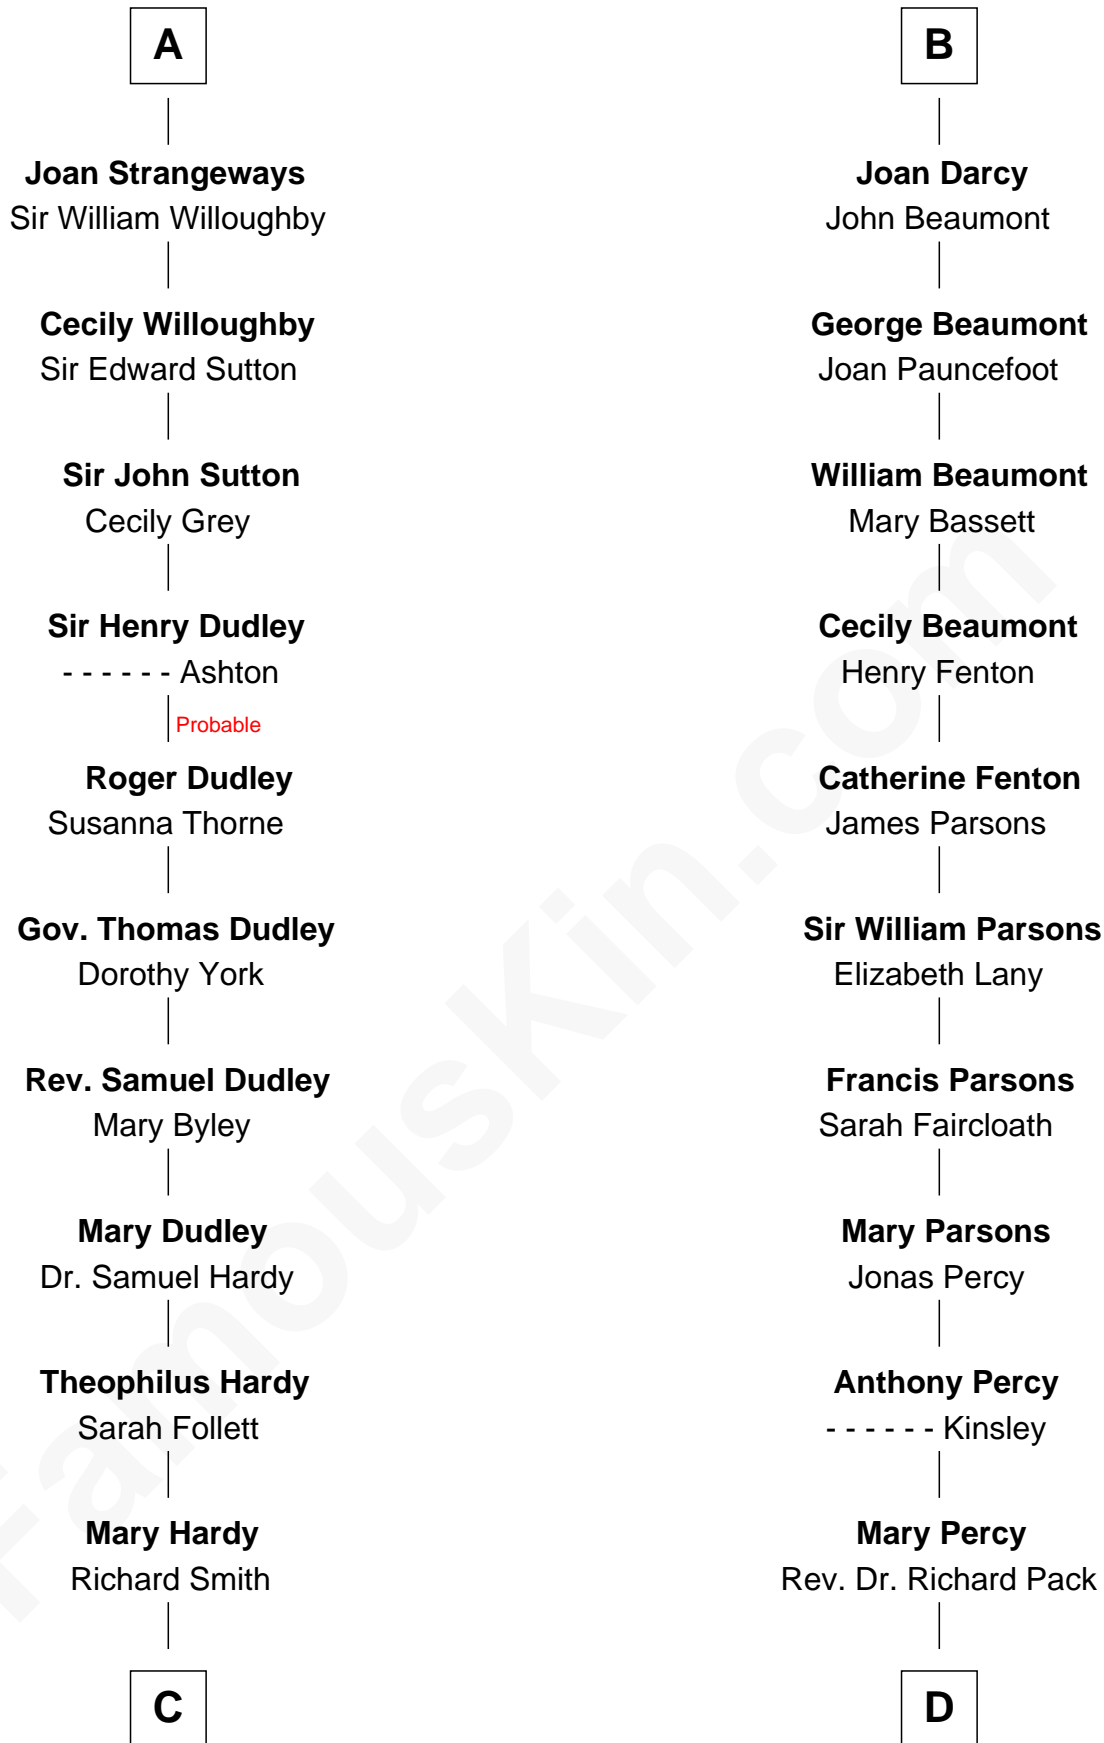 A
Joan Strangeways
Sir William Willoughby
Cecily Willoughby
Sir Edward Sutton
Sir John Sutton
Cecily Grey
Sir Henry Dudley
- - - - - - Ashton
Probable
Roger Dudley
Susanna Thorne
Gov. Thomas Dudley
Dorothy York
Rev. Samuel Dudley
Mary Byley
Mary Dudley
Dr. Samuel Hardy
Theophilus Hardy
Sarah Follett
Mary Hardy
Richard Smith
C
B
Joan Darcy
John Beaumont
George Beaumont
Joan Pauncefoot
William Beaumont
Mary Bassett
Cecily Beaumont
Henry Fenton
Catherine Fenton
James Parsons
Sir William Parsons
Elizabeth Lany
Francis Parsons
Sarah Faircloath
Mary Parsons
Jonas Percy
Anthony Percy
- - - - - - Kinsley
Mary Percy
Rev. Dr. Richard Pack
D
FamousKin.com